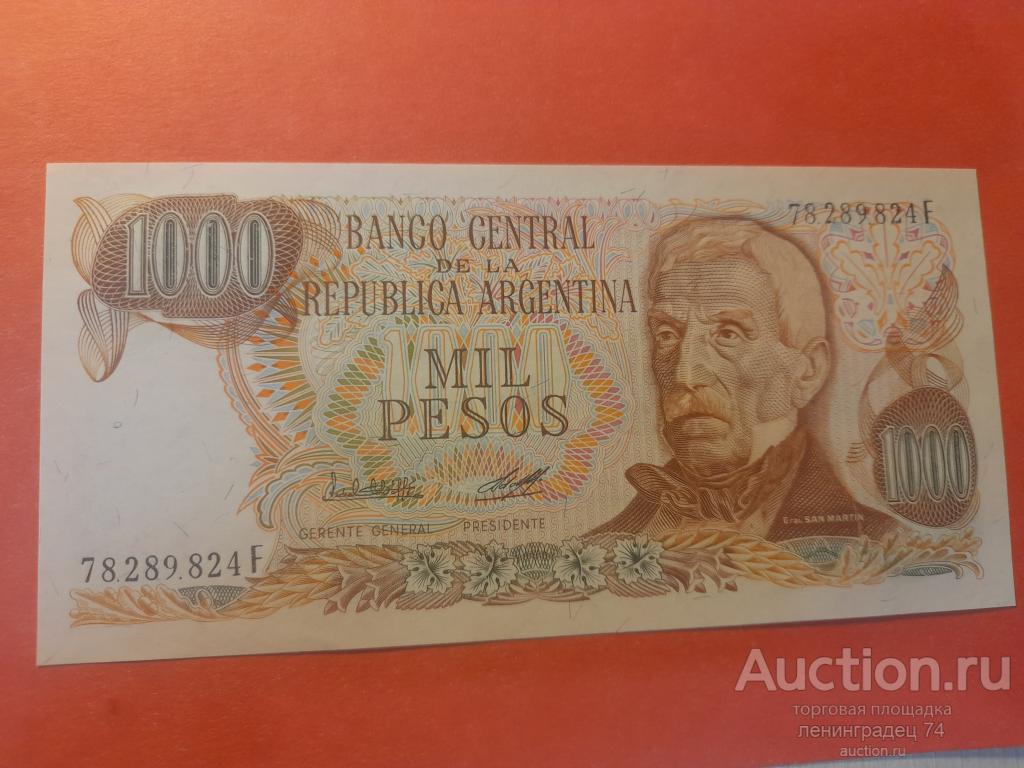 1000
BANCO CENTRAL
DE LA
REPUBLICA ARGENTINA
78.289.824 F
1000
MIL
PESOS
1000
GERENTE GENERAL PRESIDENTE
Gral. SAN MARTIN
78.289.824 F
Auction.ru
торговая площадка
ленинградец 74
auction.ru